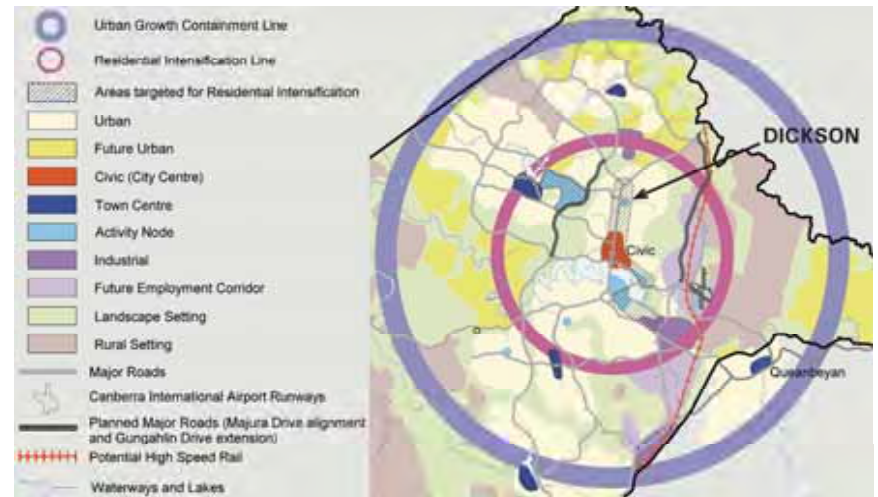 Urban Growth Containment Line
Residential Intensification Line
Areas targeted for Residential Intensification
Urban
Future Urban
Civic (City Centre)
Town Centre
Activity Node
Industrial
Future Employment Corridor
Landscape Setting
Rural Setting
Major Roads
Canberra International Airport Runways
Planned Major Roads (Majura Drive alignment
and Gungahlin Drive extension)
Potential High Speed Rail
Waterways and Lakes
DICKSON
Civic
Queanbeyan